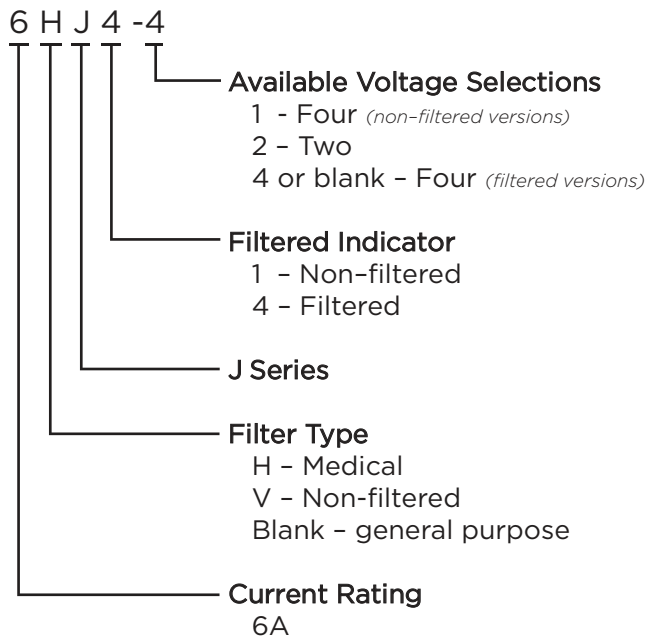 6 H J 4 -4
Available Voltage Selections
1 - Four (non–filtered versions)
2 – Two
4 or blank – Four (filtered versions)
Filtered Indicator
1 – Non–filtered
4 – Filtered
J Series
Filter Type
H – Medical
V – Non-filtered
Blank – general purpose
Current Rating
6A